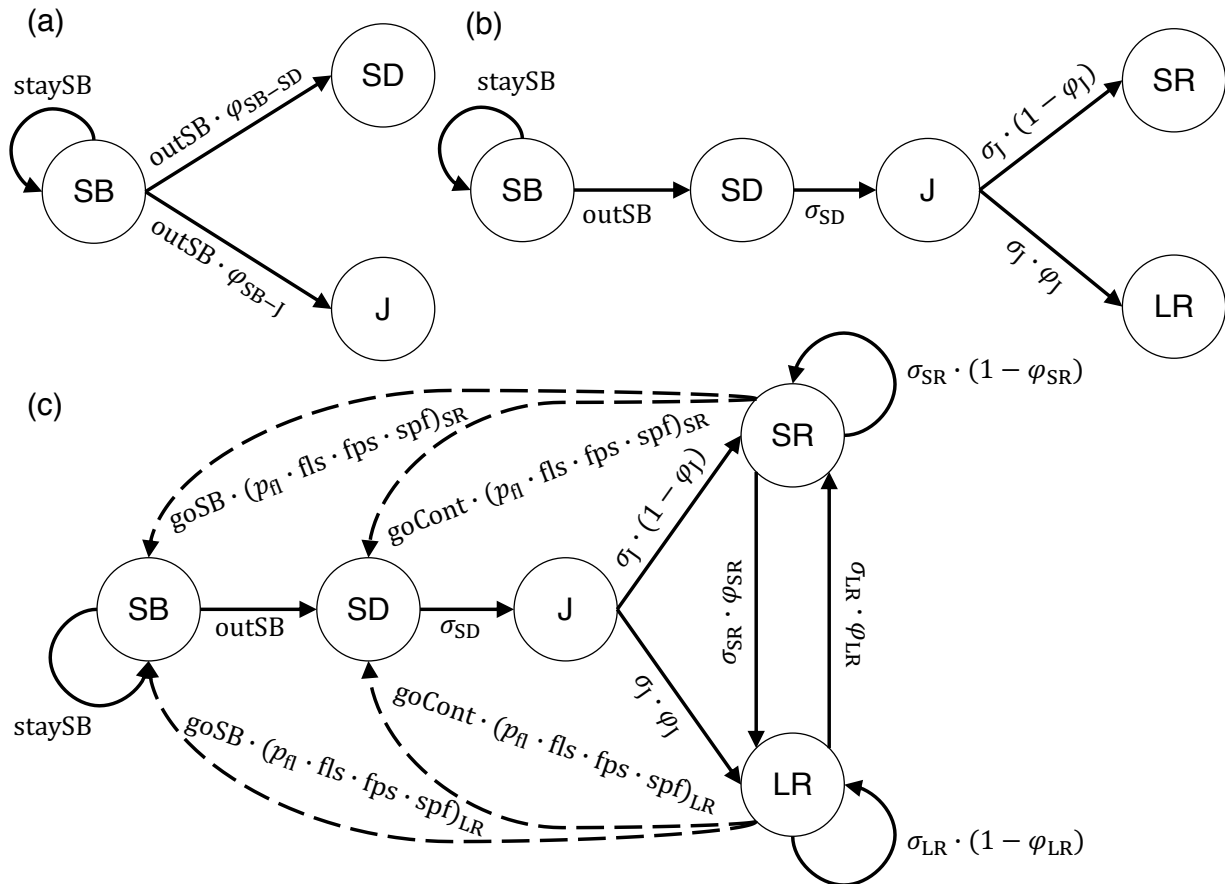 (a)
staySB
SB
outSB · φSB−SD
SD
outSB · φSB−J
J
(b)
staySB
SB
outSB
SD
σSD
J
σJ · (1 − φJ)
SR
σJ · φJ
LR
(c)
goSB · (pfl · fls · fps · spf)SR
goCont · (pfl · fls · fps · spf)SR
SR
σSR · (1 − φSR)
σJ · (1 − φJ)
σSR · φSR
σLR · φLR
SB
outSB
SD
σSD
J
staySB
goSB · (pfl · fls · fps · spf)LR
goCont · (pfl · fls · fps · spf)LR
σJ · φJ
LR
σLR · (1 − φLR)